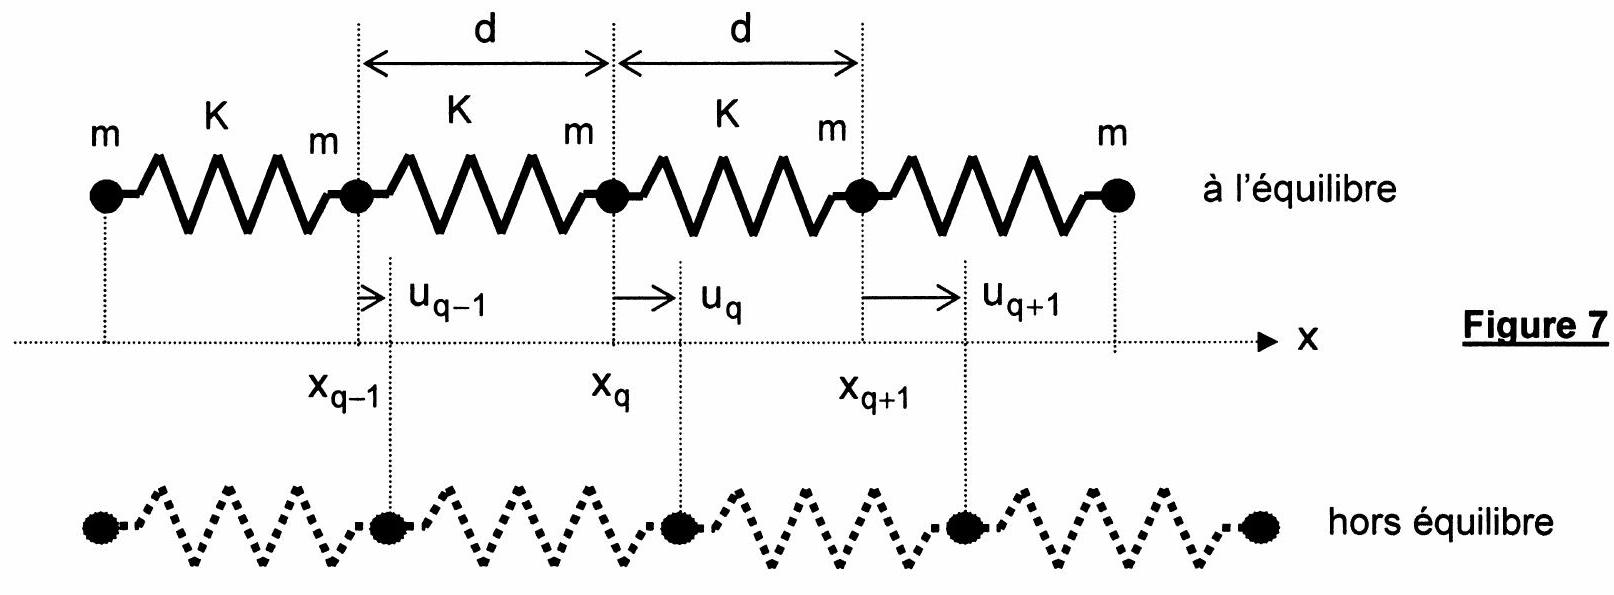 d d
K K K
m m m m m
à l'équilibre
u_{q−1} u_q u_{q+1}
x
Figure 7
x_{q−1} x_q x_{q+1}
hors équilibre